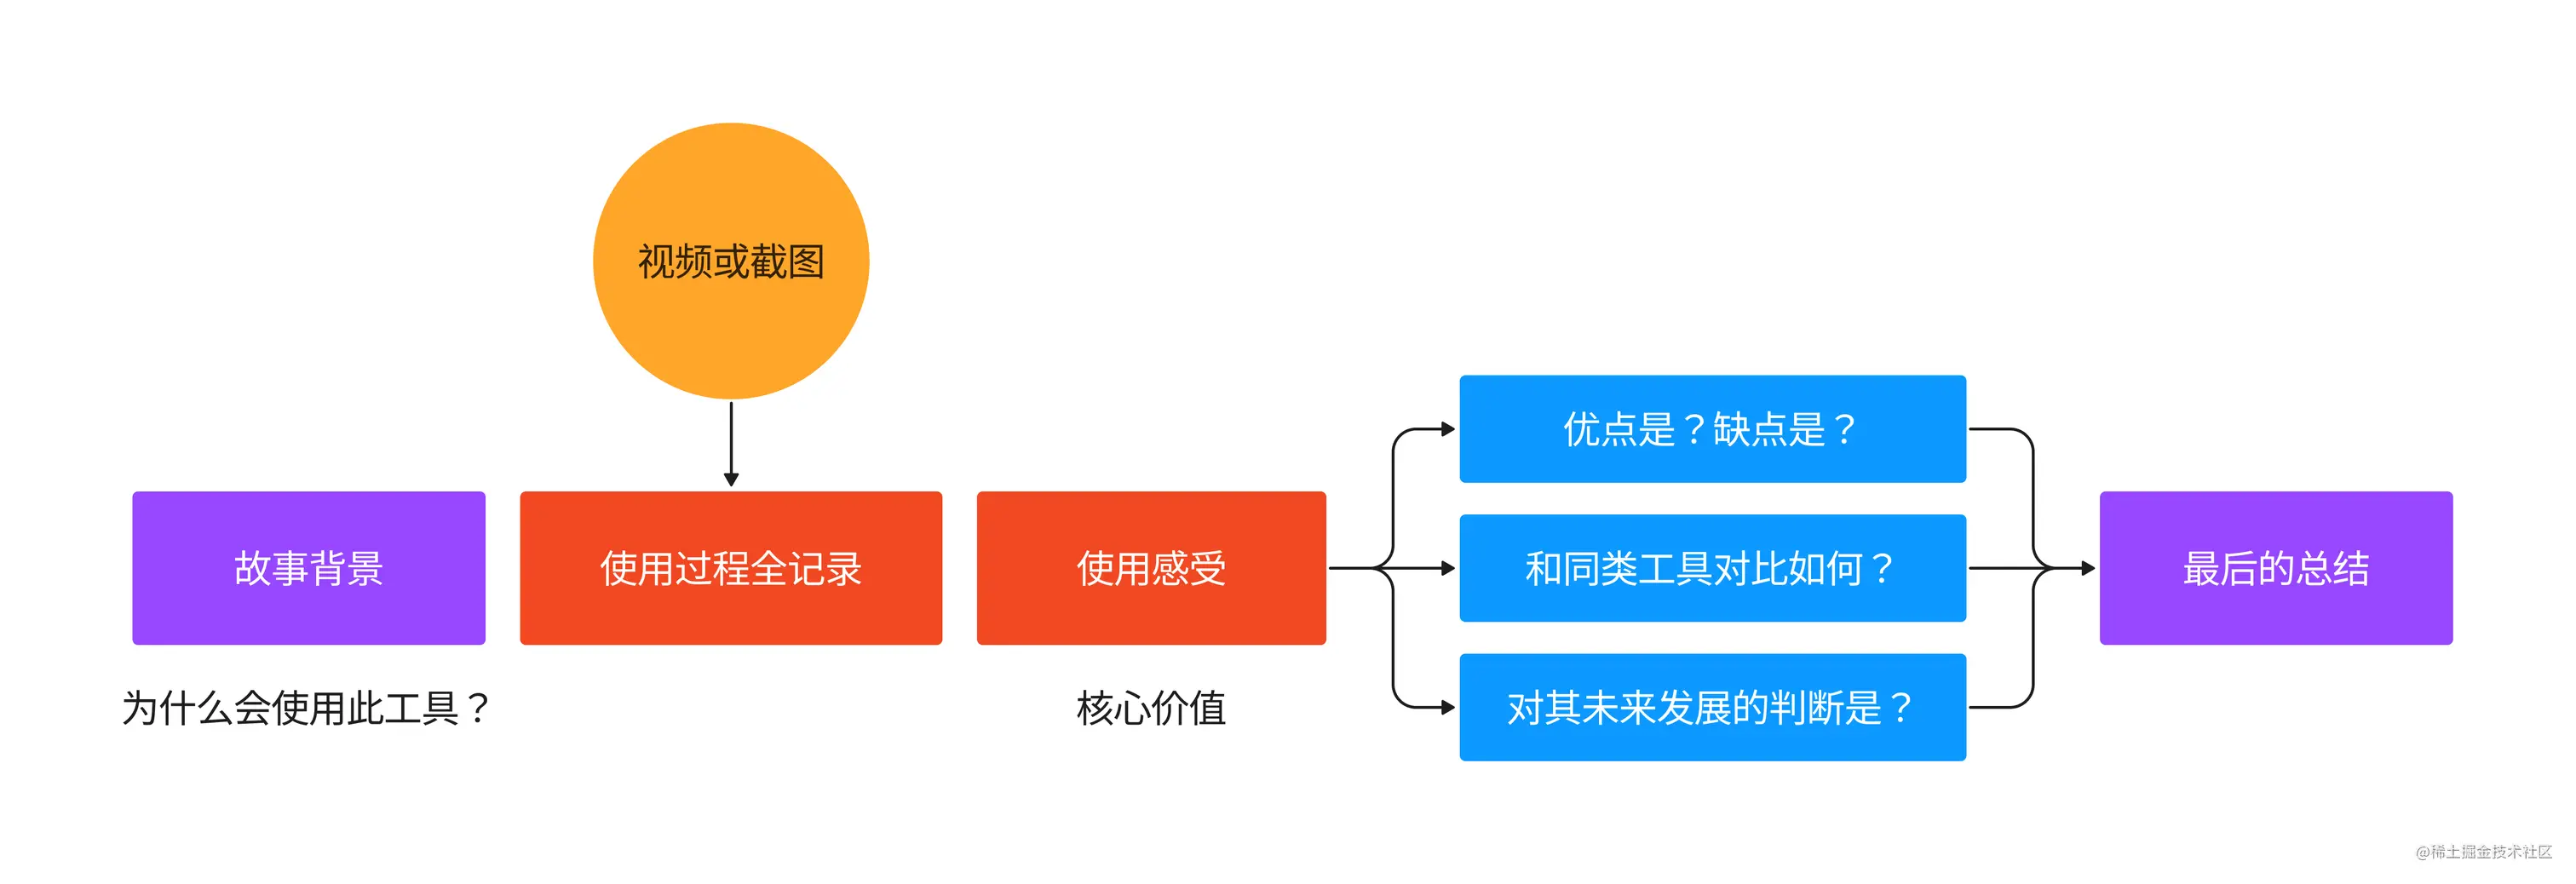 视频或截图
故事背景
为什么会使用此工具？
使用过程全记录
使用感受
核心价值
优点是？缺点是？
和同类工具对比如何？
对其未来发展的判断是？
最后的总结
@稀土掘金技术社区